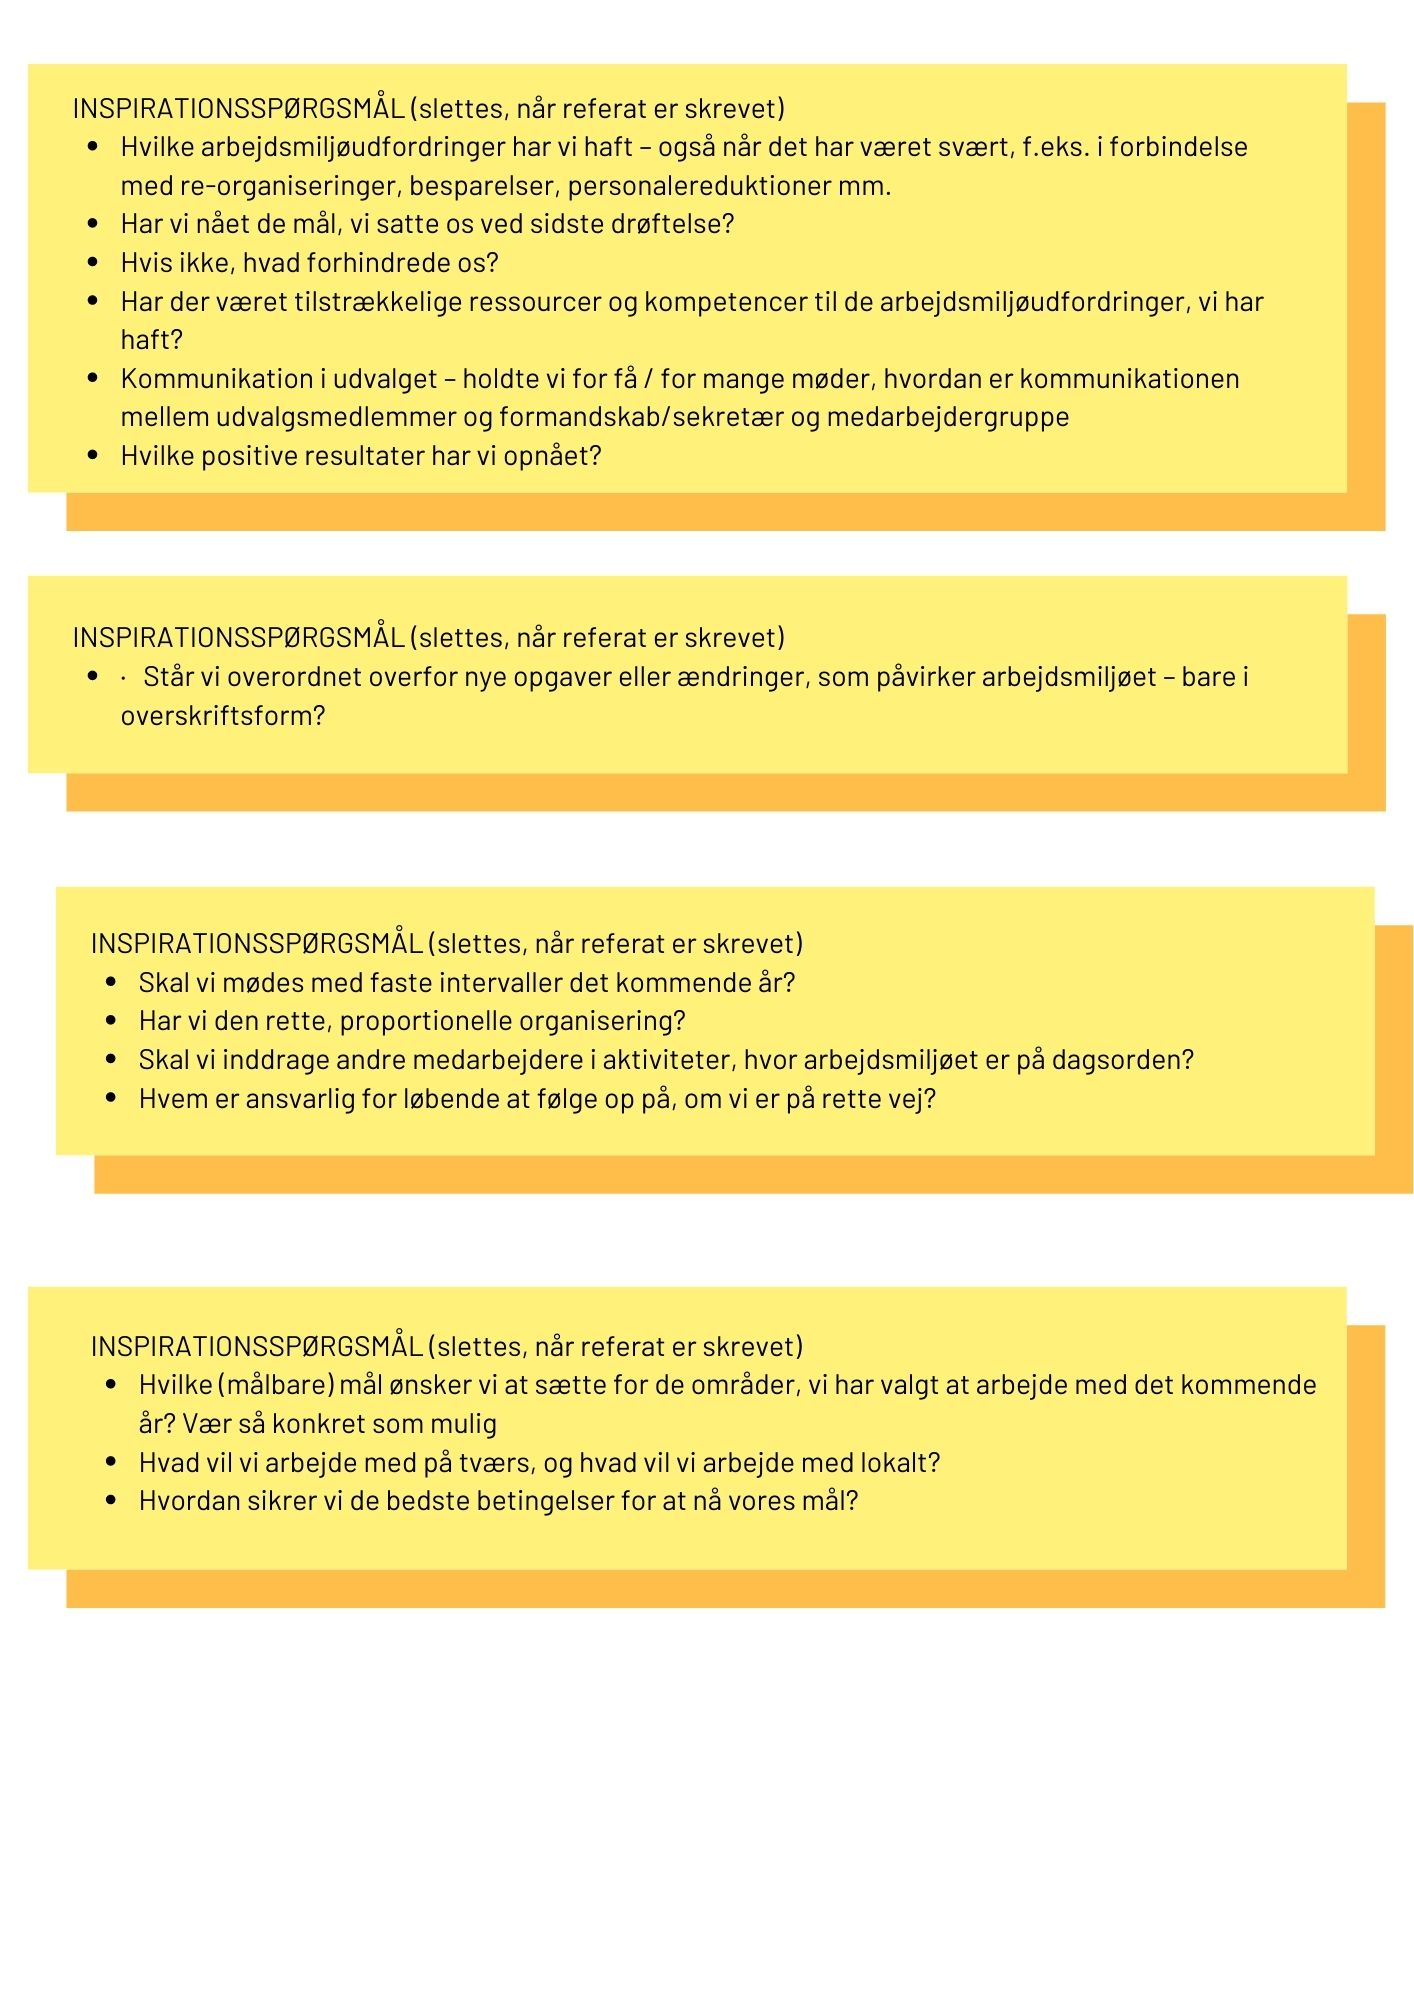 INSPIRATIONSSPØRGSMÅL (slettes, når referat er skrevet)
• Hvilke arbejdsmiljøudfordringer har vi haft – også når det har været svært, f.eks. i forbindelse
med re-organiseringer, besparelser, personalereduktioner mm.
• Har vi nået de mål, vi satte os ved sidste drøftelse?
• Hvis ikke, hvad forhindrede os?
• Har der været tilstrækkelige ressourcer og kompetencer til de arbejdsmiljøudfordringer, vi har
haft?
• Kommunikation i udvalget – holdte vi for få / for mange møder, hvordan er kommunikationen
mellem udvalgsmedlemmer og formandskab/sekretær og medarbejdergruppe
• Hvilke positive resultater har vi opnået?
INSPIRATIONSSPØRGSMÅL (slettes, når referat er skrevet)
• · Står vi overordnet overfor nye opgaver eller ændringer, som påvirker arbejdsmiljøet – bare i
overskriftsform?
INSPIRATIONSSPØRGSMÅL (slettes, når referat er skrevet)
• Skal vi mødes med faste intervaller det kommende år?
• Har vi den rette, proportionelle organisering?
• Skal vi inddrage andre medarbejdere i aktiviteter, hvor arbejdsmiljøet er på dagsorden?
• Hvem er ansvarlig for løbende at følge op på, om vi er på rette vej?
INSPIRATIONSSPØRGSMÅL (slettes, når referat er skrevet)
• Hvilke (målbare) mål ønsker vi at sætte for de områder, vi har valgt at arbejde med det kommende
år? Vær så konkret som mulig
• Hvad vil vi arbejde med på tværs, og hvad vil vi arbejde med lokalt?
• Hvordan sikrer vi de bedste betingelser for at nå vores mål?